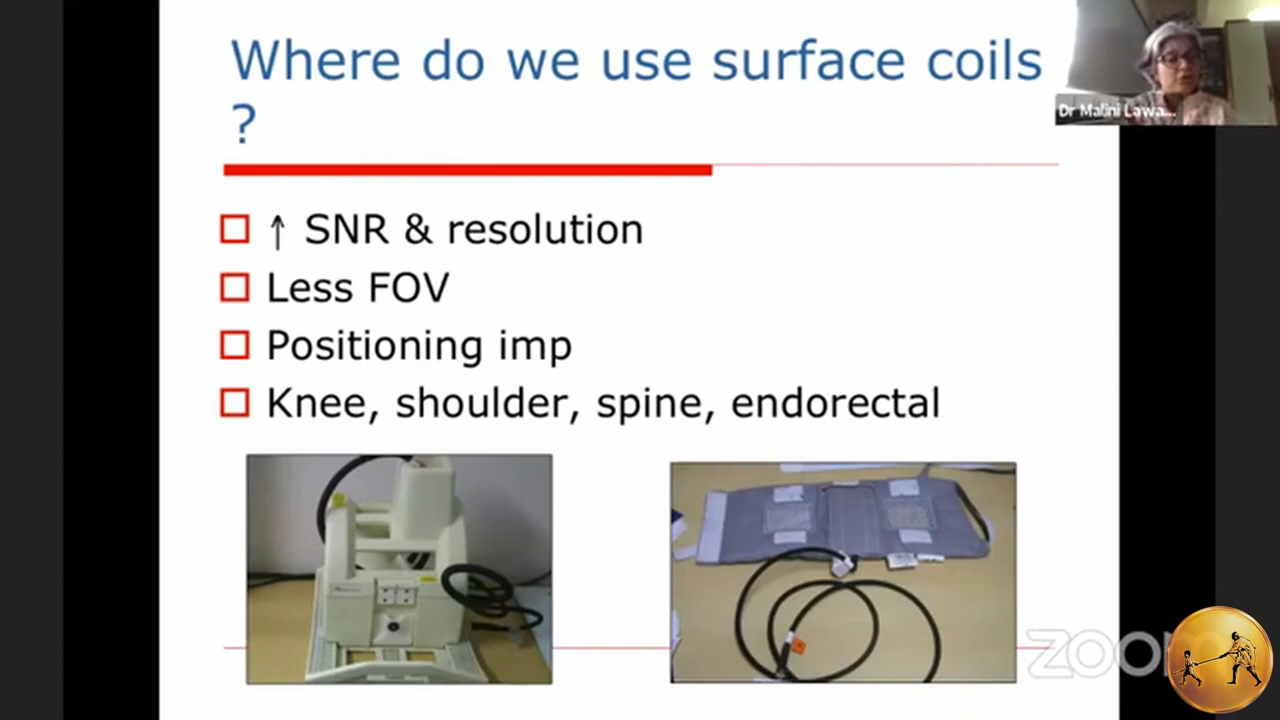 Where do we use surface coils
?
Dr Malini Lawa...
↑ SNR & resolution
Less FOV
Positioning imp
Knee, shoulder, spine, endorectal
zoom